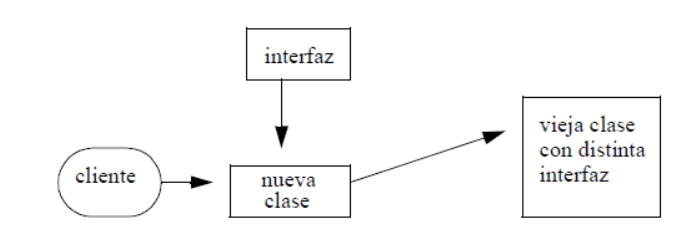 interfaz
cliente
nueva
clase
vieja clase
con distinta
interfaz